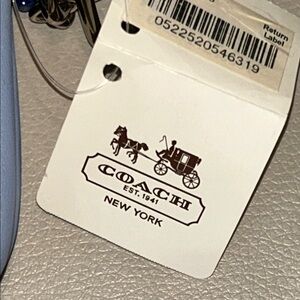 Return
Label
0522520546319
COACH
EST. 1941
NEW YORK